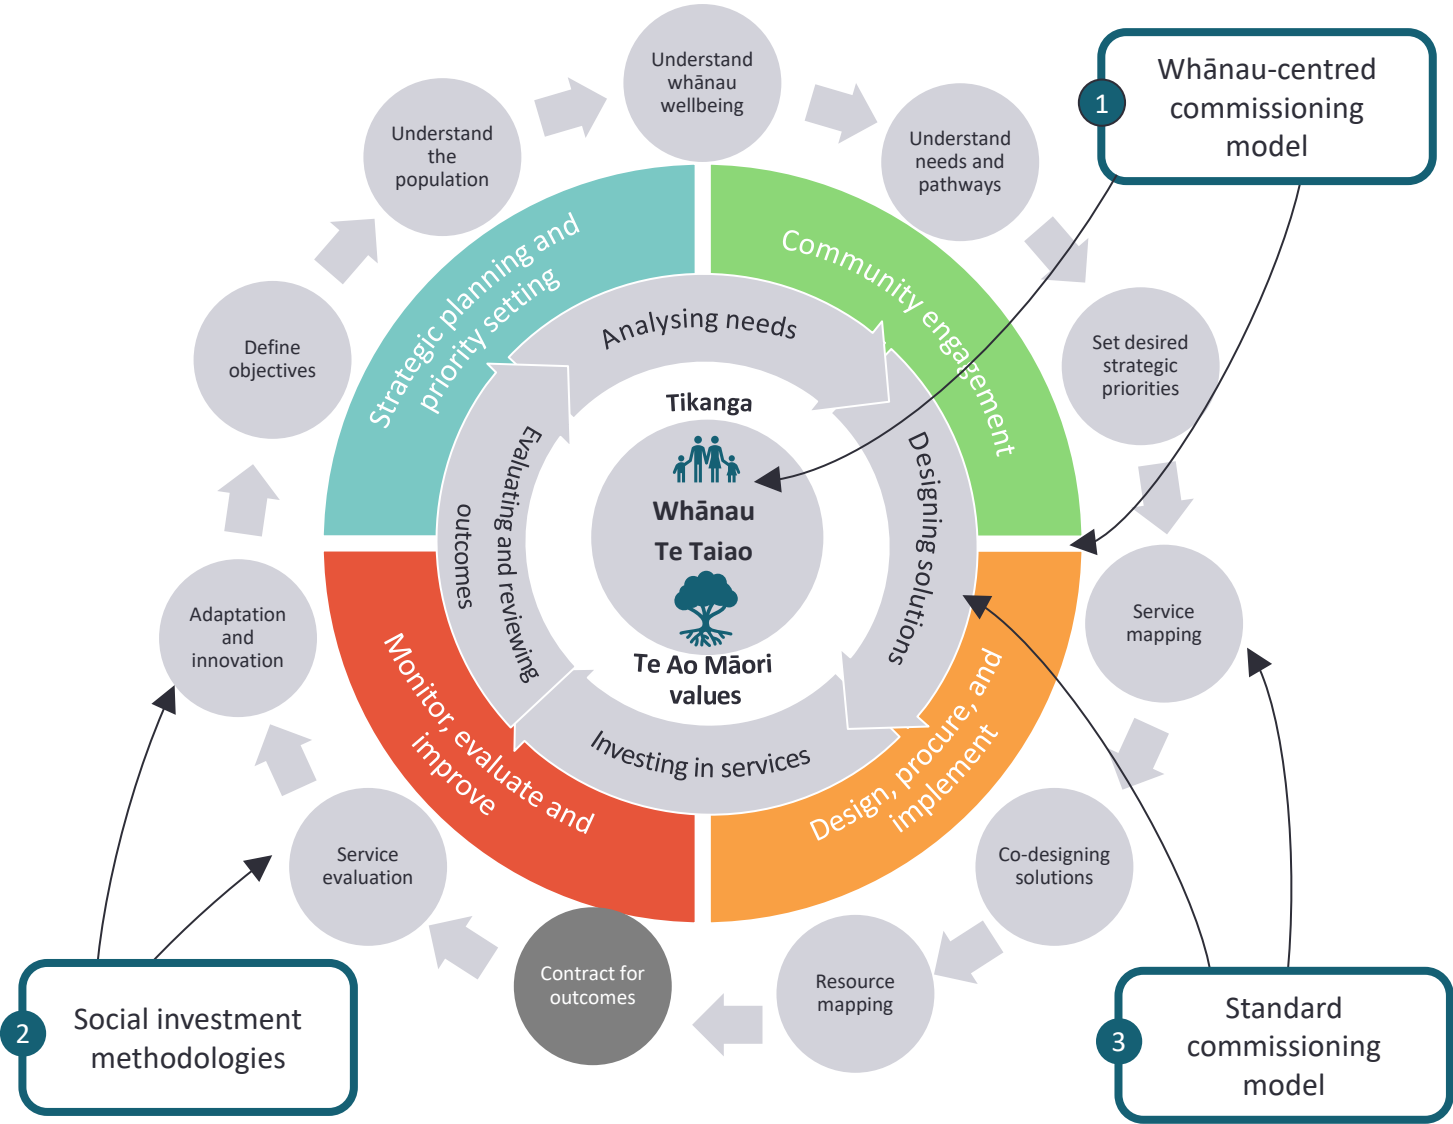 Understand
whānau
wellbeing
Understand
needs and
pathways
Set desired
strategic
priorities
Service
mapping
Co-designing
solutions
Resource
mapping
Contract for
outcomes
Service
evaluation
Adaptation
and
innovation
Define
objectives
Understand
the
population
Strategic planning and
priority setting
Community engagement
Design, procure, and
implement
Monitor, evaluate and
improve
Analysing needs
Designing solutions
Investing in services
Evaluating and reviewing
outcomes
Tikanga
Whānau
Te Taiao
Te Ao Māori
values
1
Whānau-centred
commissioning
model
2
Social investment
methodologies
3
Standard
commissioning
model